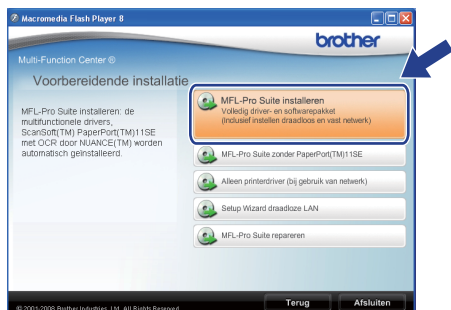 Macromedia Flash Player 8
brother
Multi-Function Center ®
Voorbereidende installatie
MFL-Pro Suite installeren: de
multifunctionele drivers,
ScanSoft(TM) PaperPort(TM)11SE
met OCR door NUANCE(TM) worden
automatisch geïnstalleerd.
MFL-Pro Suite installeren
Volledig driver- en softwarepakket
(Inclusief instellen draadloos en vast netwerk)
MFL-Pro Suite zonder PaperPort(TM)11SE
Alleen printerdriver (bij gebruik van netwerk)
Setup Wizard draadloze LAN
MFL-Pro Suite repareren
© 2001-2008 Brother Industries, Ltd. All Rights Reserved.
Terug
Afsluiten